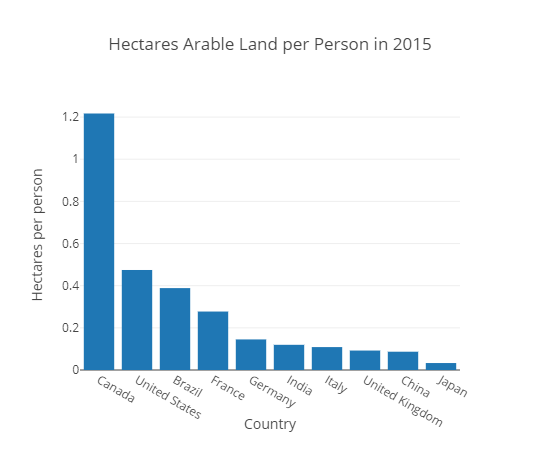 Hectares Arable Land per Person in 2015
1.2
1
0.8
0.6
0.4
0.2
0
Hectares per person
Canada
United States
Brazil
France
Germany
India
Italy
United Kingdom
China
Japan
Country